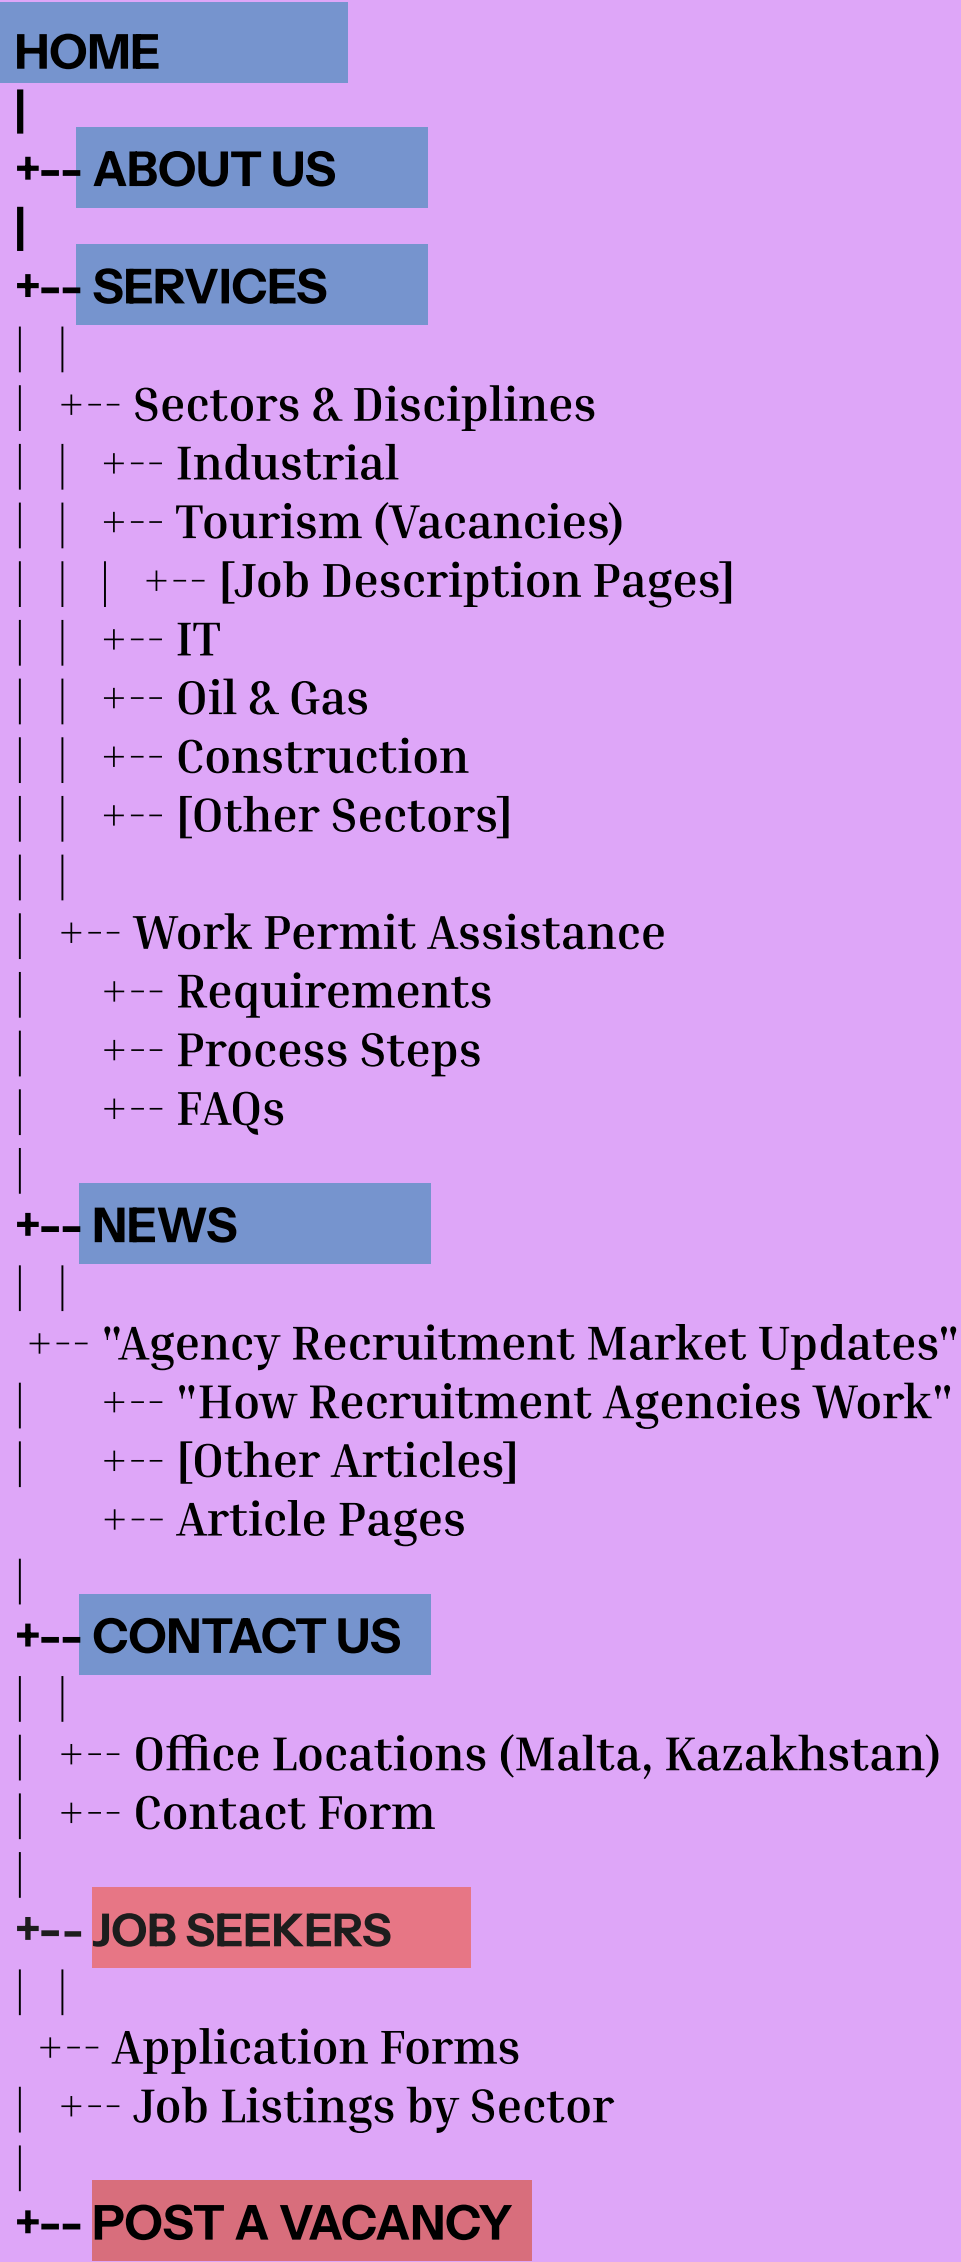 HOME
|
+-- ABOUT US
|
+-- SERVICES
|   |
|   +-- Sectors & Disciplines
|   |   +-- Industrial
|   |   +-- Tourism (Vacancies)
|   |   |   +-- [Job Description Pages]
|   |   +-- IT
|   |   +-- Oil & Gas
|   |   +-- Construction
|   |   +-- [Other Sectors]
|   |
|   +-- Work Permit Assistance
|       +-- Requirements
|       +-- Process Steps
|       +-- FAQs
|
+-- NEWS
|   |
 +-- "Agency Recruitment Market Updates"
|       +-- "How Recruitment Agencies Work"
|       +-- [Other Articles]
        +-- Article Pages
|
+-- CONTACT US
|   |
|   +-- Office Locations (Malta, Kazakhstan)
|   +-- Contact Form
|
+-- JOB SEEKERS
|   |
  +-- Application Forms
|   +-- Job Listings by Sector
|
+-- POST A VACANCY